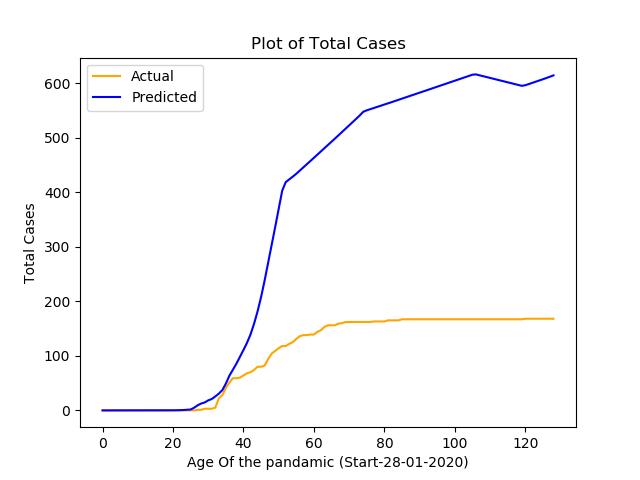 Plot of Total Cases
Actual
Predicted
600
500
400
300
200
100
0
Total Cases
0 20 40 60 80 100 120
Age Of the pandamic (Start-28-01-2020)